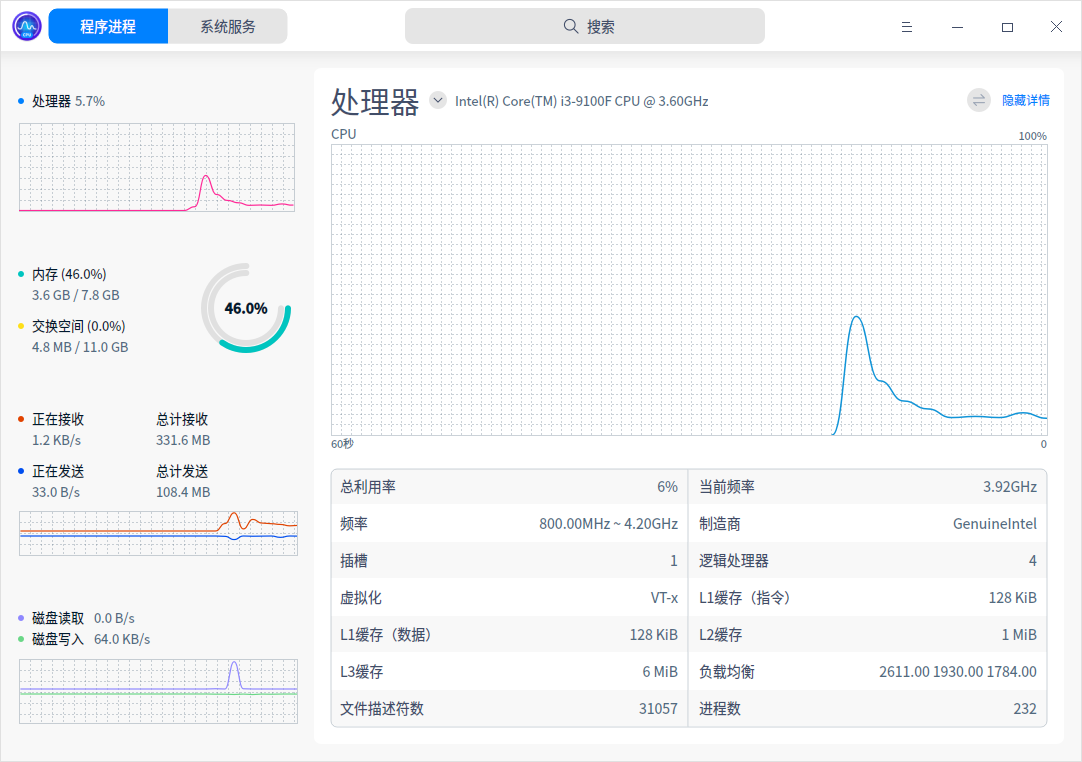 程序进程 系统服务 搜索
处理器 5.7%
内存 (46.0%)
3.6 GB / 7.8 GB
交换空间 (0.0%)
4.8 MB / 11.0 GB
46.0%
正在接收 总计接收
1.2 KB/s 331.6 MB
正在发送 总计发送
33.0 B/s 108.4 MB
磁盘读取 0.0 B/s
磁盘写入 64.0 KB/s
处理器 Intel(R) Core(TM) i3-9100F CPU @ 3.60GHz 隐藏详情
CPU 100%
60秒 0
总利用率 6% 当前频率 3.92GHz
频率 800.00MHz ~ 4.20GHz 制造商 GenuineIntel
插槽 1 逻辑处理器 4
虚拟化 VT-x L1缓存（指令） 128 KiB
L1缓存（数据） 128 KiB L2缓存 1 MiB
L3缓存 6 MiB 负载均衡 2611.00 1930.00 1784.00
文件描述符数 31057 进程数 232